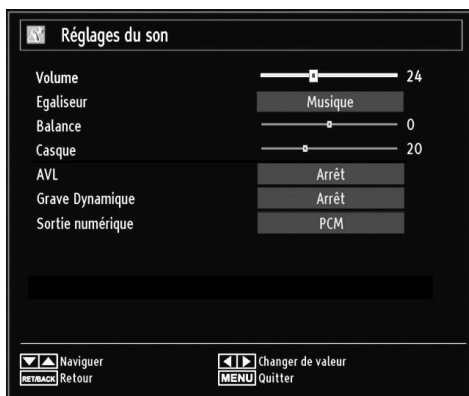 Réglages du son
Volume 24
Egaliseur Musique
Balance 0
Casque 20
AVL Arrêt
Grave Dynamique Arrêt
Sortie numérique PCM
Naviguer Changer de valeur
RET/BACK Retour MENU Quitter